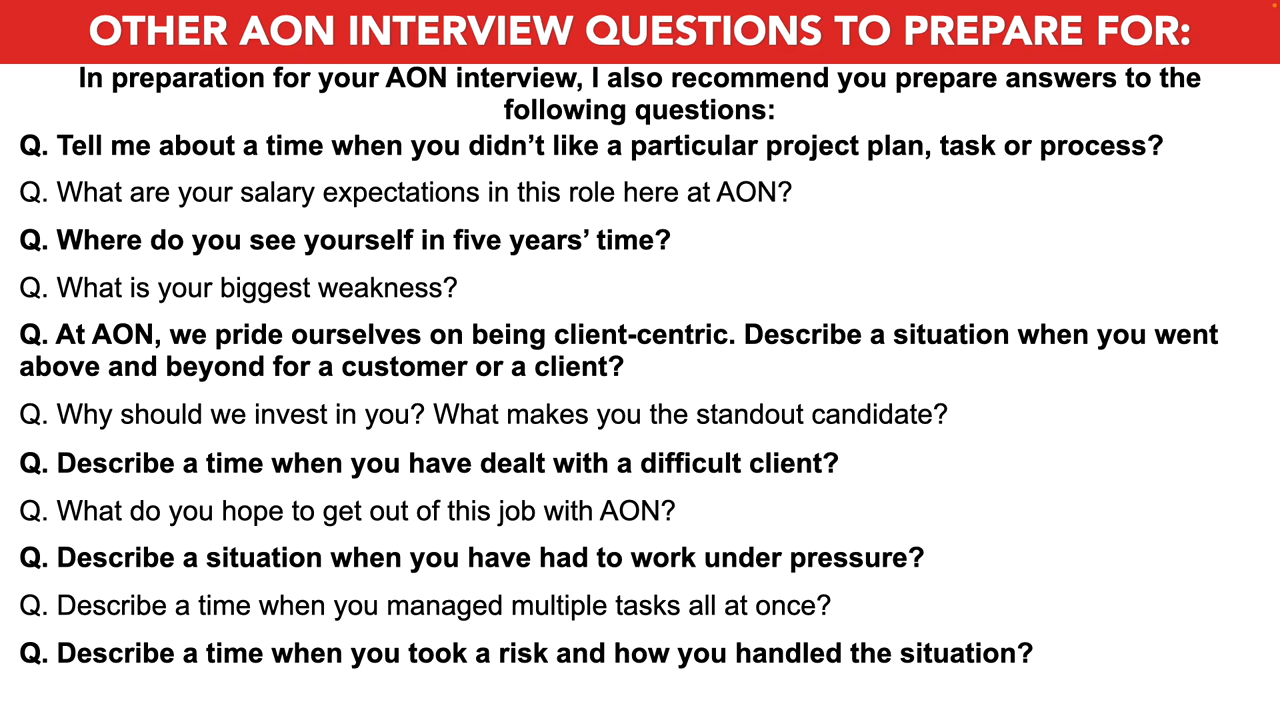 OTHER AON INTERVIEW QUESTIONS TO PREPARE FOR:
In preparation for your AON interview, I also recommend you prepare answers to the
following questions:
Q. Tell me about a time when you didn’t like a particular project plan, task or process?
Q. What are your salary expectations in this role here at AON?
Q. Where do you see yourself in five years’ time?
Q. What is your biggest weakness?
Q. At AON, we pride ourselves on being client-centric. Describe a situation when you went
above and beyond for a customer or a client?
Q. Why should we invest in you? What makes you the standout candidate?
Q. Describe a time when you have dealt with a difficult client?
Q. What do you hope to get out of this job with AON?
Q. Describe a situation when you have had to work under pressure?
Q. Describe a time when you managed multiple tasks all at once?
Q. Describe a time when you took a risk and how you handled the situation?